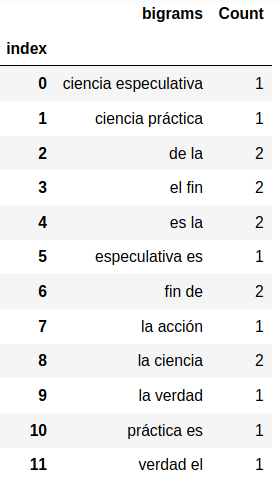 bigrams Count
index
0 ciencia especulativa 1
1 ciencia práctica 1
2 de la 2
3 el fin 2
4 es la 2
5 especulativa es 1
6 fin de 2
7 la acción 1
8 la ciencia 2
9 la verdad 1
10 práctica es 1
11 verdad el 1